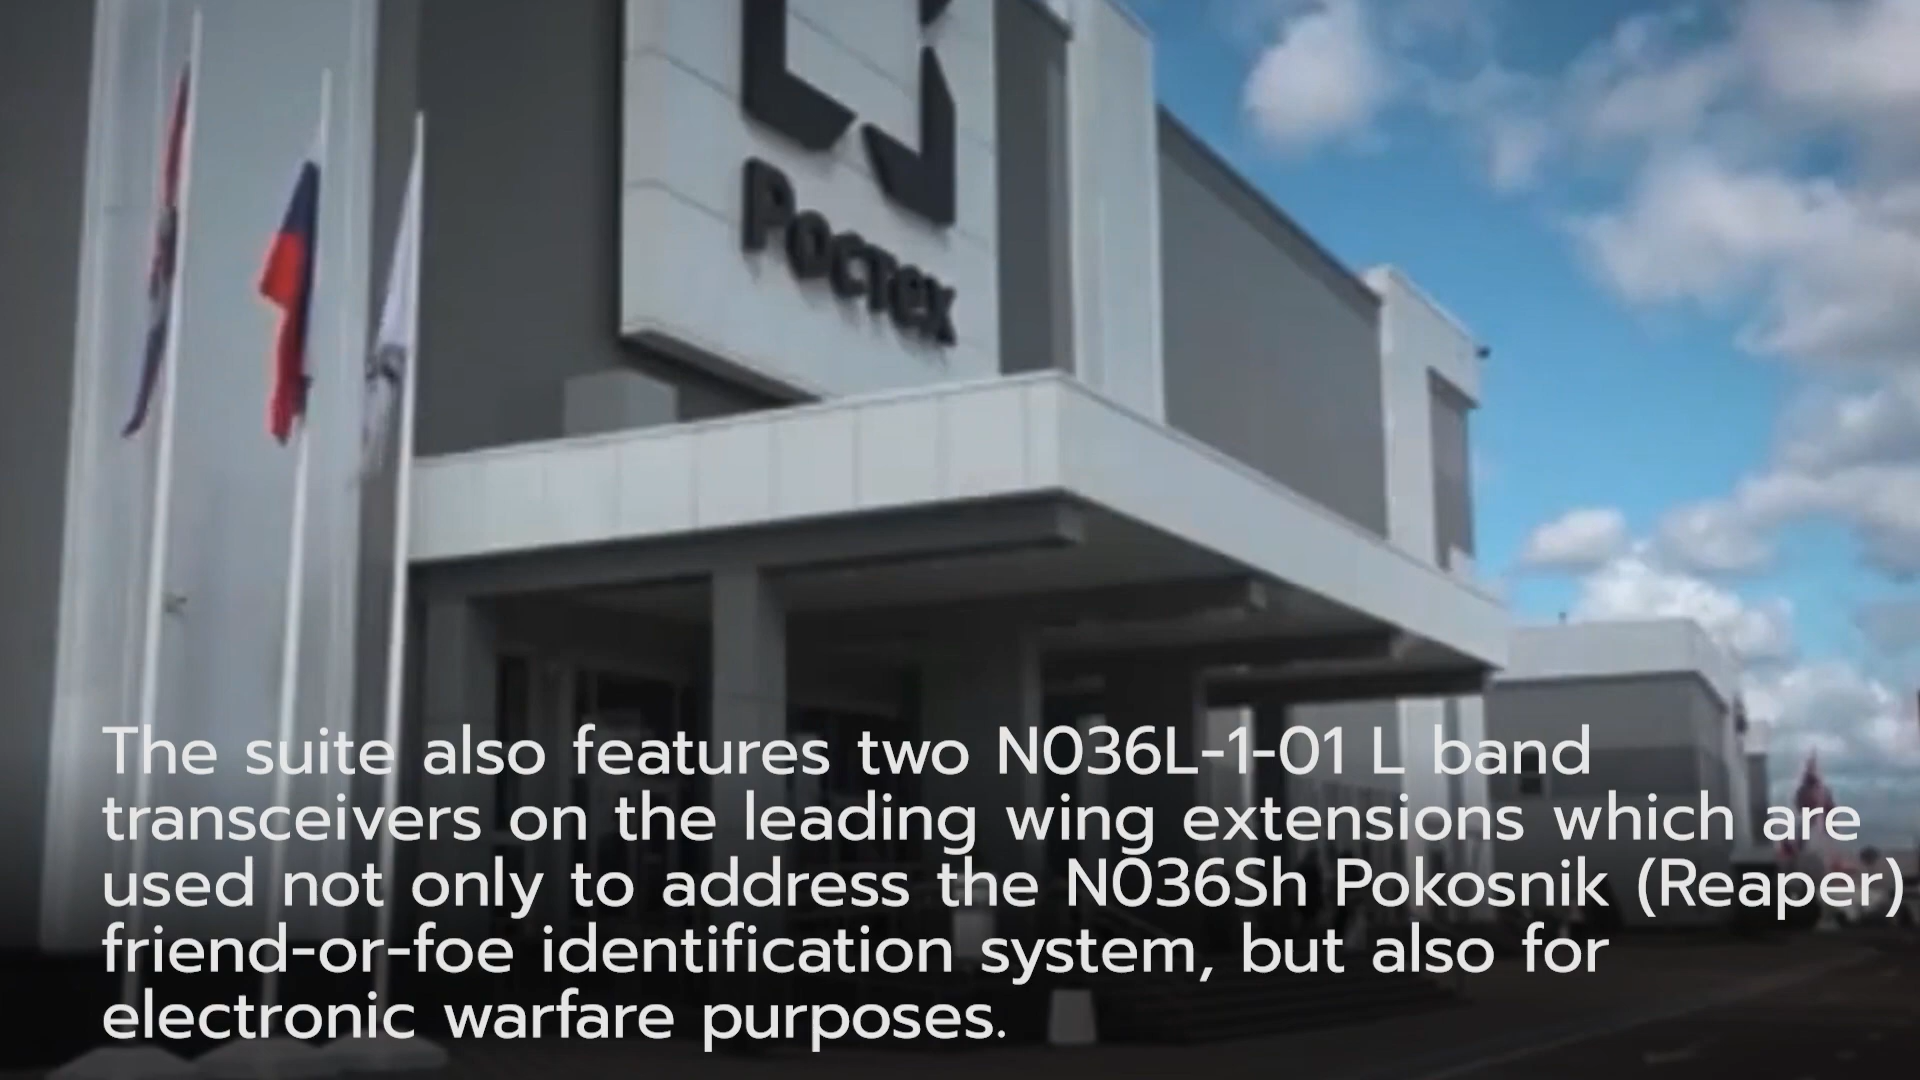 Ростех
The suite also features two N036L-1-01 L band
transceivers on the leading wing extensions which are
used not only to address the N036Sh Pokosnik (Reaper)
friend-or-foe identification system, but also for
electronic warfare purposes.